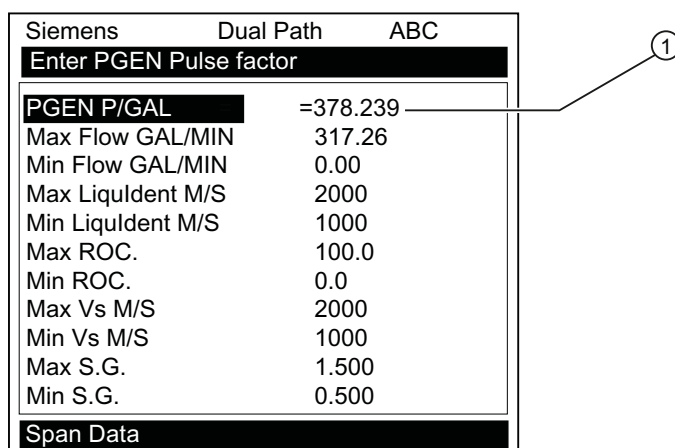 Siemens Dual Path ABC
Enter PGEN Pulse factor
PGEN P/GAL =378.239
1
Max Flow GAL/MIN 317.26
Min Flow GAL/MIN 0.00
Max LiquIdent M/S 2000
Min LiquIdent M/S 1000
Max ROC. 100.0
Min ROC. 0.0
Max Vs M/S 2000
Min Vs M/S 1000
Max S.G. 1.500
Min S.G. 0.500
Span Data